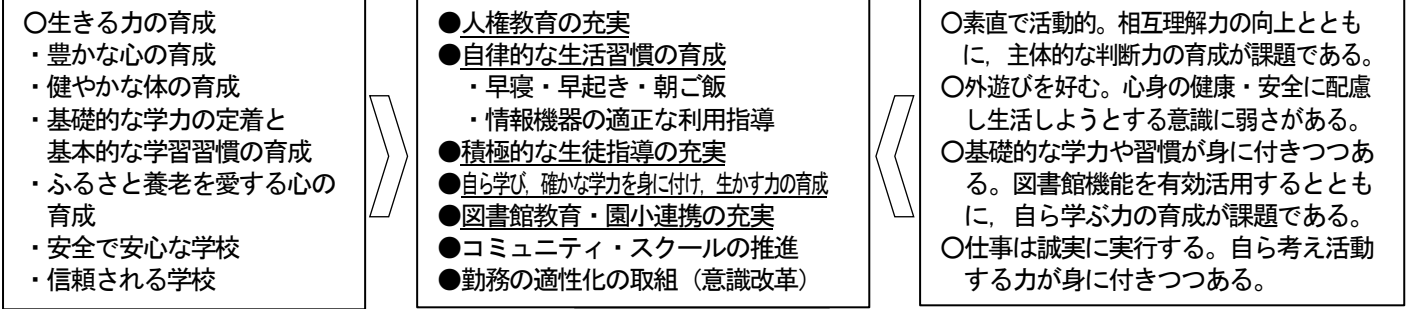 〇生きる力の育成
・豊かな心の育成
・健やかな体の育成
・基礎的な学力の定着と
基本的な学習習慣の育成
・ふるさと養老を愛する心の
育成
・安全で安心な学校
・信頼される学校
●人権教育の充実
●自律的な生活習慣の育成
・早寝・早起き・朝ご飯
・情報機器の適正な利用指導
●積極的な生徒指導の充実
●自ら学び，確かな学力を身に付け，生かす力の育成
●図書館教育・園小連携の充実
●コミュニティ・スクールの推進
●勤務の適性化の取組（意識改革）
〇素直で活動的。相互理解力の向上ととも
に，主体的な判断力の育成が課題である。
〇外遊びを好む。心身の健康・安全に配慮
し生活しようとする意識に弱さがある。
〇基礎的な学力や習慣が身に付きつつあ
る。図書館機能を有効活用するととも
に，自ら学ぶ力の育成が課題である。
〇仕事は誠実に実行する。自ら考え活動
する力が身に付きつつある。